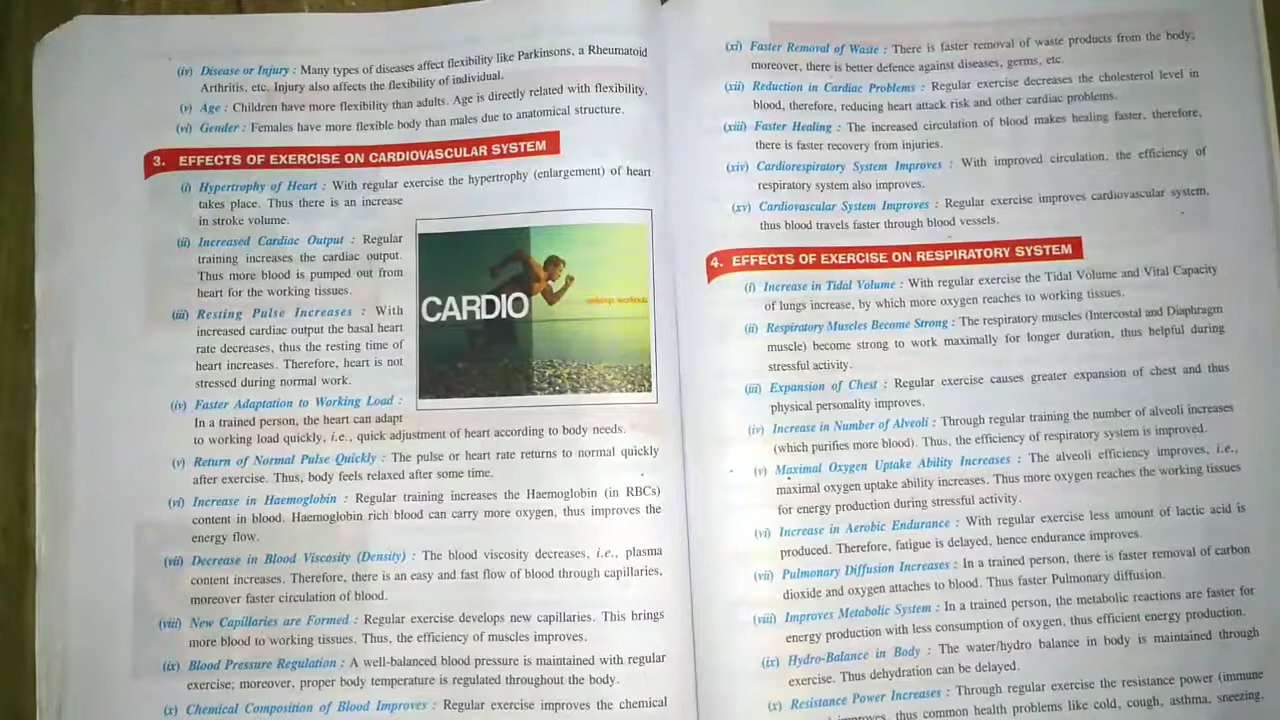 (iv) Disease or Injury : Many types of diseases affect flexibility like Parkinsons, a Rheumatoid
Arthritis, etc. Injury also affects the flexibility of individual.
(v) Age : Children have more flexibility than adults. Age is directly related with flexibility.
(vi) Gender : Females have more flexible body than males due to anatomical structure.
3. EFFECTS OF EXERCISE ON CARDIOVASCULAR SYSTEM
(i) Hypertrophy of Heart : With regular exercise the hypertrophy (enlargement) of heart
takes place. Thus there is an increase
in stroke volume.
(ii) Increased Cardiac Output : Regular
training increases the cardiac output.
Thus more blood is pumped out from
heart for the working tissues.
(iii) Resting Pulse Increases : With
increased cardiac output the basal heart
rate decreases, thus the resting time of
heart increases. Therefore, heart is not
stressed during normal work.
CARDIO
(iv) Faster Adaptation to Working Load :
In a trained person, the heart can adapt
to working load quickly, i.e., quick adjustment of heart according to body needs.
(v) Return of Normal Pulse Quickly : The pulse or heart rate returns to normal quickly
after exercise. Thus, body feels relaxed after some time.
(vi) Increase in Haemoglobin : Regular training increases the Haemoglobin (in RBCs)
content in blood. Haemoglobin rich blood can carry more oxygen, thus improves the
energy flow.
(vii) Decrease in Blood Viscosity (Density) : The blood viscosity decreases, i.e., plasma
content increases. Therefore, there is an easy and fast flow of blood through capillaries,
moreover faster circulation of blood.
(viii) New Capillaries are Formed : Regular exercise develops new capillaries. This brings
more blood to working tissues. Thus, the efficiency of muscles improves.
(ix) Blood Pressure Regulation : A well-balanced blood pressure is maintained with regular
exercise; moreover, proper body temperature is regulated throughout the body.
(x) Chemical Composition of Blood Improves : Regular exercise improves the chemical
(xi) Faster Removal of Waste : There is faster removal of waste products from the body;
moreover, there is better defence against diseases, germs, etc.
(xii) Reduction in Cardiac Problems : Regular exercise decreases the cholesterol level in
blood, therefore, reducing heart attack risk and other cardiac problems.
(xiii) Faster Healing : The increased circulation of blood makes healing faster, therefore,
there is faster recovery from injuries.
(xiv) Cardiorespiratory System Improves : With improved circulation, the efficiency of
respiratory system also improves.
(xv) Cardiovascular System Improves : Regular exercise improves cardiovascular system,
thus blood travels faster through blood vessels.
4. EFFECTS OF EXERCISE ON RESPIRATORY SYSTEM
(i) Increase in Tidal Volume : With regular exercise the Tidal Volume and Vital Capacity
of lungs increase, by which more oxygen reaches to working tissues.
(ii) Respiratory Muscles Become Strong : The respiratory muscles (Intercostal and Diaphragm
muscle) become strong to work maximally for longer duration, thus helpful during
stressful activity.
(iii) Expansion of Chest : Regular exercise causes greater expansion of chest and thus
physical personality improves.
(iv) Increase in Number of Alveoli : Through regular training the number of alveoli increases
(which purifies more blood). Thus, the efficiency of respiratory system is improved.
(v) Maximal Oxygen Uptake Ability Increases : The alveoli efficiency improves, i.e.,
maximal oxygen uptake ability increases. Thus more oxygen reaches the working tissues
for energy production during stressful activity.
(vi) Increase in Aerobic Endurance : With regular exercise less amount of lactic acid is
produced. Therefore, fatigue is delayed, hence endurance improves.
(vii) Pulmonary Diffusion Increases : In a trained person, there is faster removal of carbon
dioxide and oxygen attaches to blood. Thus faster Pulmonary diffusion.
(viii) Improves Metabolic System : In a trained person, the metabolic reactions are faster for
energy production with less consumption of oxygen, thus efficient energy production.
(ix) Hydro-Balance in Body : The water/hydro balance in body is maintained through
exercise. Thus dehydration can be delayed.
(x) Resistance Power Increases : Through regular exercise the resistance power (immune
improves, thus common health problems like cold, cough, asthma, sneezing,